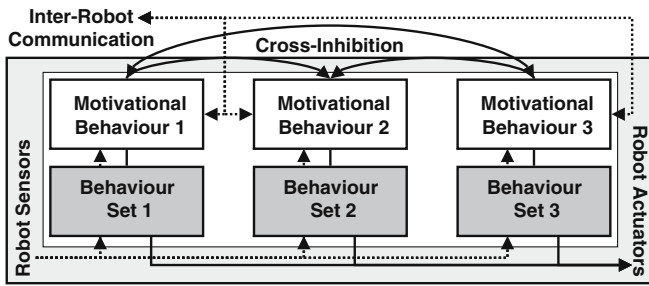 Inter-Robot
Communication
Cross-Inhibition
Motivational
Behaviour 1
Motivational
Behaviour 2
Motivational
Behaviour 3
Behaviour
Set 1
Behaviour
Set 2
Behaviour
Set 3
Robot Sensors
Robot Actuators